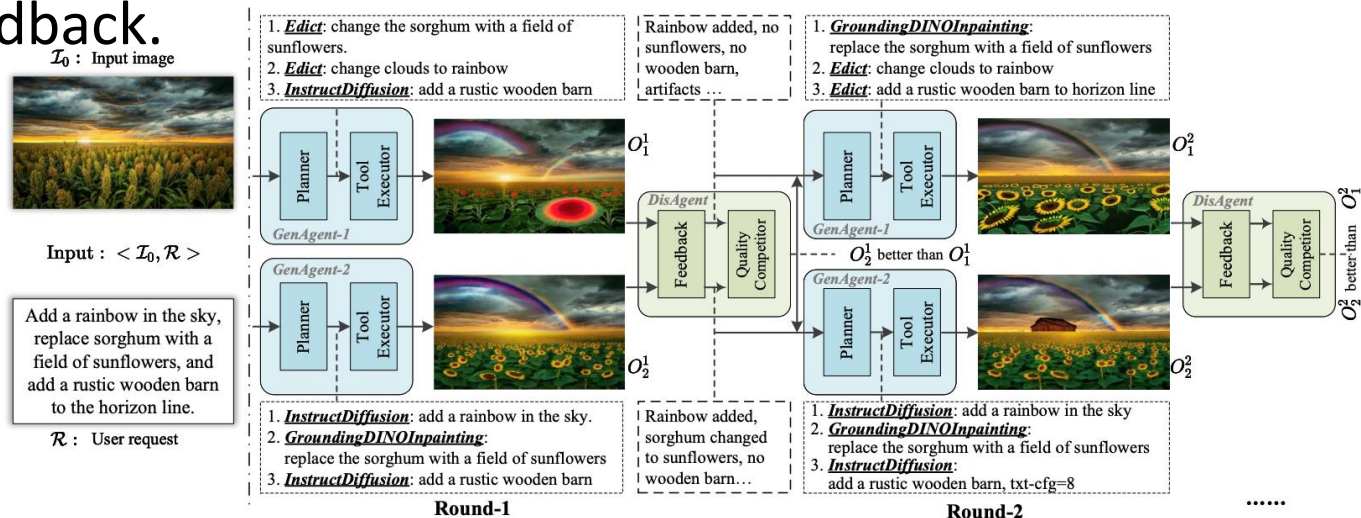 dback.
I₀ : Input image
Input : < I₀, R >
Add a rainbow in the sky,
replace sorghum with a
field of sunflowers, and
add a rustic wooden barn
to the horizon line.
R : User request
1. Edict: change the sorghum with a field of
sunflowers.
2. Edict: change clouds to rainbow
3. InstructDiffusion: add a rustic wooden barn
Planner
Tool
Executor
GenAgent-1
O₁¹
GenAgent-2
Planner
Tool
Executor
O₂¹
1. InstructDiffusion: add a rainbow in the sky.
2. GroundingDINOInpainting:
replace the sorghum with a field of sunflowers
3. InstructDiffusion: add a rustic wooden barn
Round-1
Rainbow added, no
sunflowers, no
wooden barn,
artifacts …
DisAgent
Feedback
Quality
Competitor
O₂¹ better than O₁¹
Rainbow added,
sorghum changed
to sunflowers, no
wooden barn…
1. GroundingDINOInpainting:
replace the sorghum with a field of sunflowers
2. Edict: change clouds to rainbow
3. Edict: add a rustic wooden barn to horizon line
Planner
Tool
Executor
GenAgent-1
O₁²
GenAgent-2
Planner
Tool
Executor
O₂²
1. InstructDiffusion: add a rainbow in the sky
2. GroundingDINOInpainting:
replace the sorghum with a field of sunflowers
3. InstructDiffusion:
add a rustic wooden barn, txt-cfg=8
Round-2
DisAgent
Feedback
Quality
Competitor
O₂² better than O₁²
......